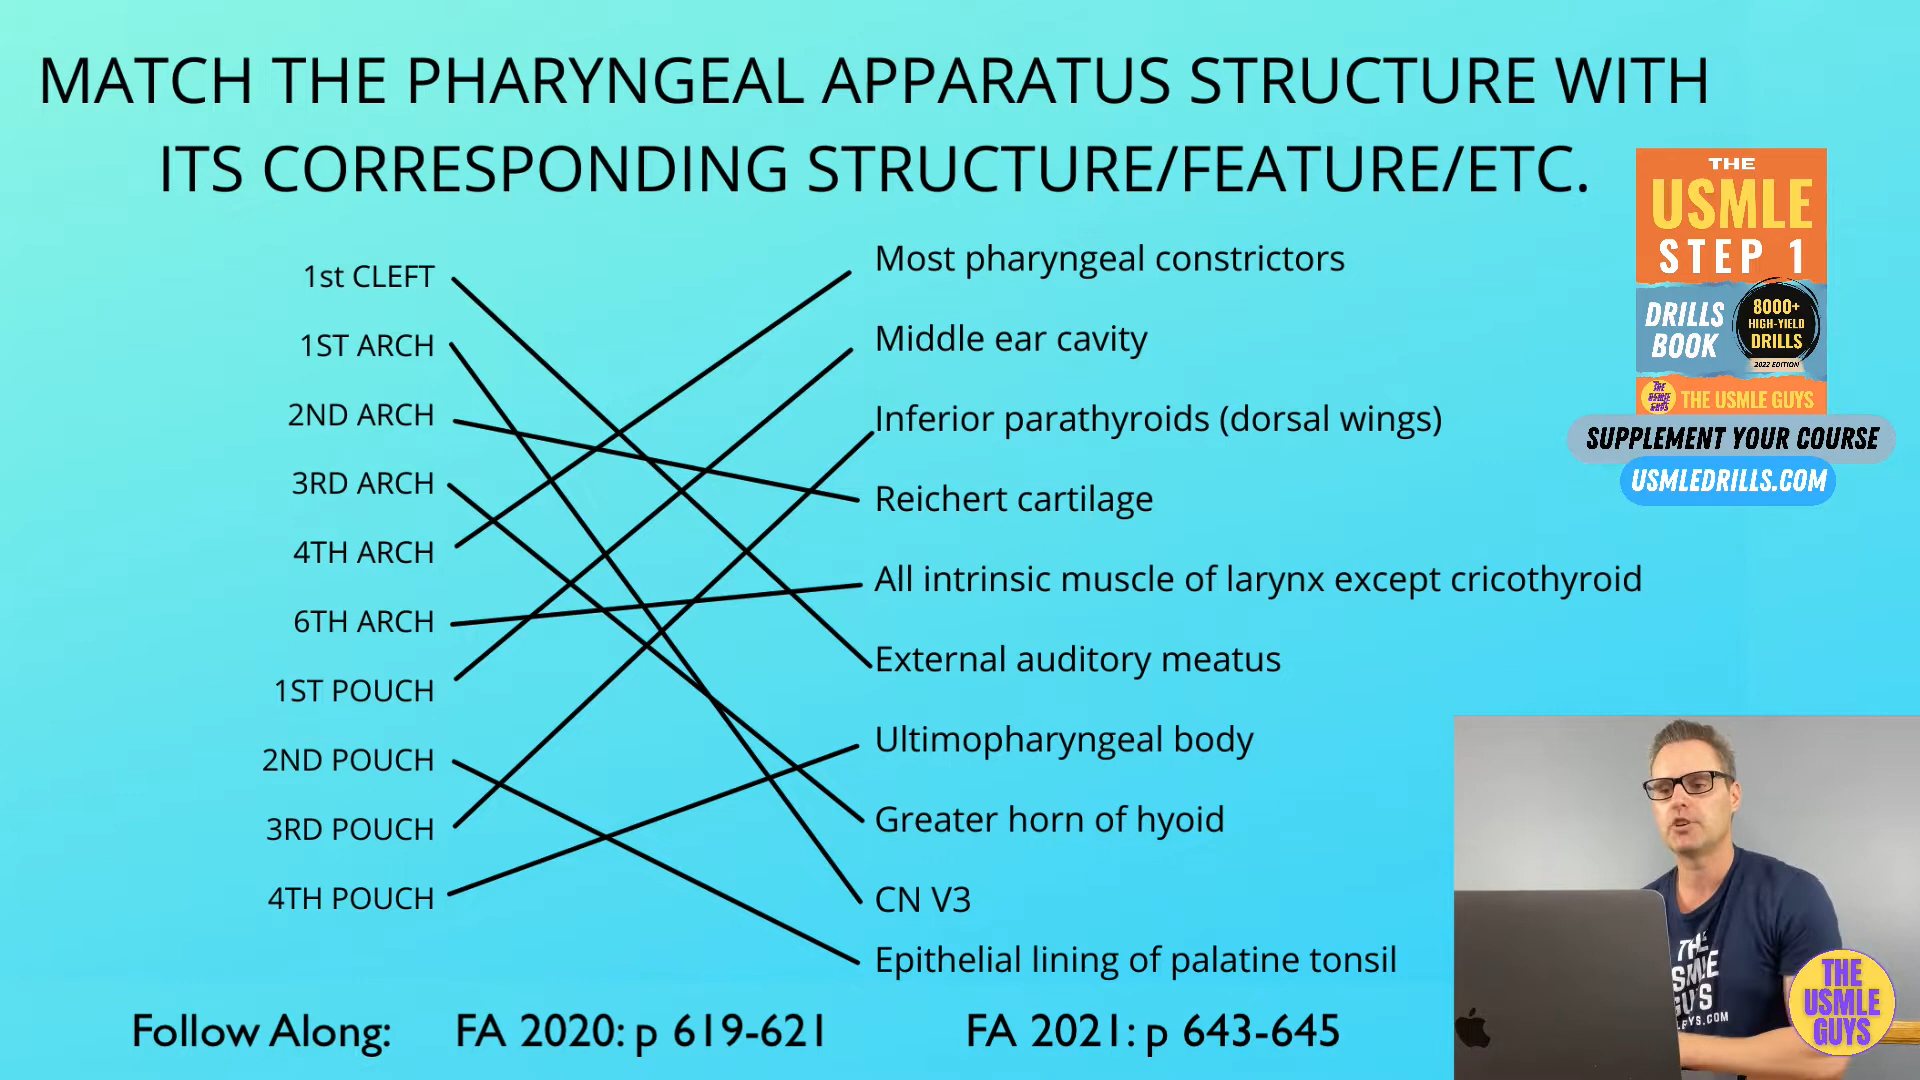 MATCH THE PHARYNGEAL APPARATUS STRUCTURE WITH
ITS CORRESPONDING STRUCTURE/FEATURE/ETC.
1st CLEFT
1ST ARCH
2ND ARCH
3RD ARCH
4TH ARCH
6TH ARCH
1ST POUCH
2ND POUCH
3RD POUCH
4TH POUCH
Most pharyngeal constrictors
Middle ear cavity
Inferior parathyroids (dorsal wings)
Reichert cartilage
All intrinsic muscle of larynx except cricothyroid
External auditory meatus
Ultimopharyngeal body
Greater horn of hyoid
CN V3
Epithelial lining of palatine tonsil
Follow Along: FA 2020: p 619-621 FA 2021: p 643-645
THE
USMLE
STEP 1
DRILLS
BOOK
8000+
HIGH-YIELD
DRILLS
2022 EDITION
THE
USMLE
GUYS
THE USMLE GUYS
SUPPLEMENT YOUR COURSE
USMLEDRILLS.COM
THE
USMLE
GUYS